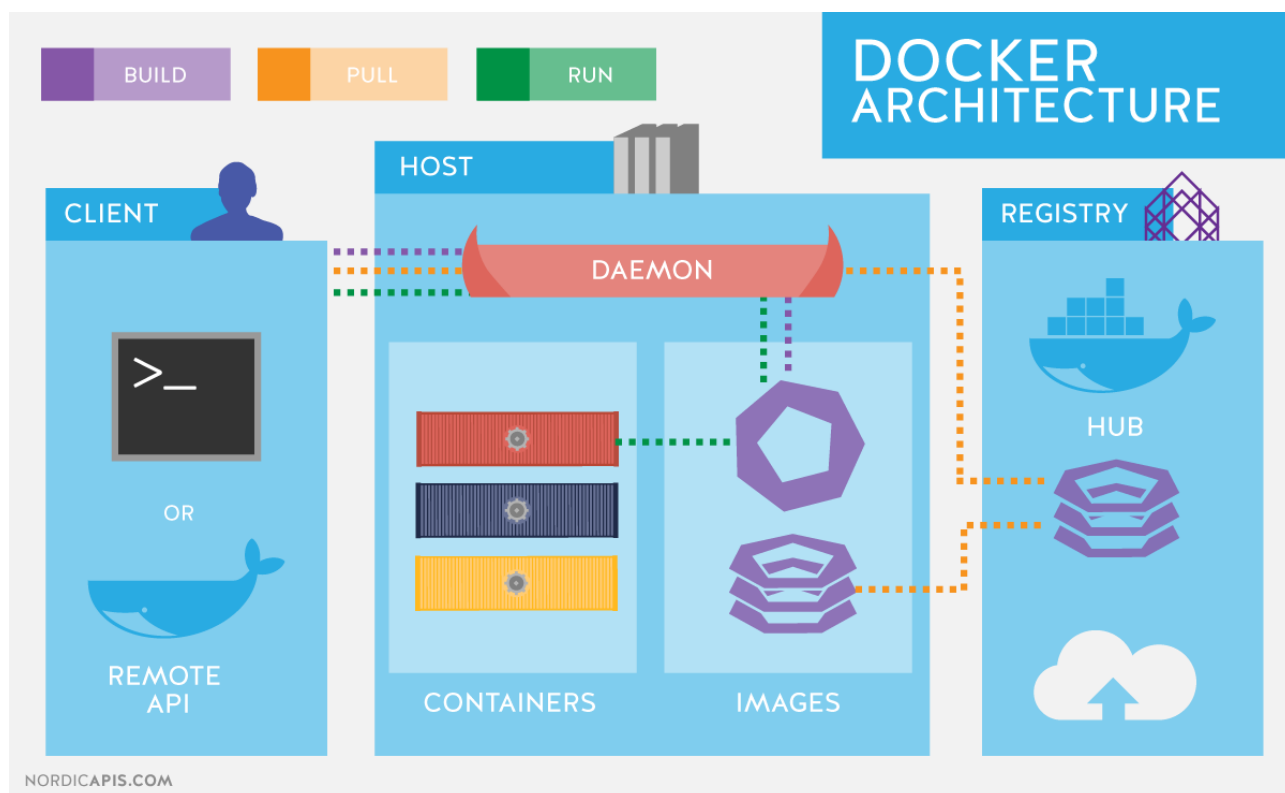 BUILD
PULL
RUN
DOCKER
ARCHITECTURE
HOST
CLIENT
REGISTRY
DAEMON
>_
HUB
OR
REMOTE
API
CONTAINERS
IMAGES
NORDICAPIS.COM